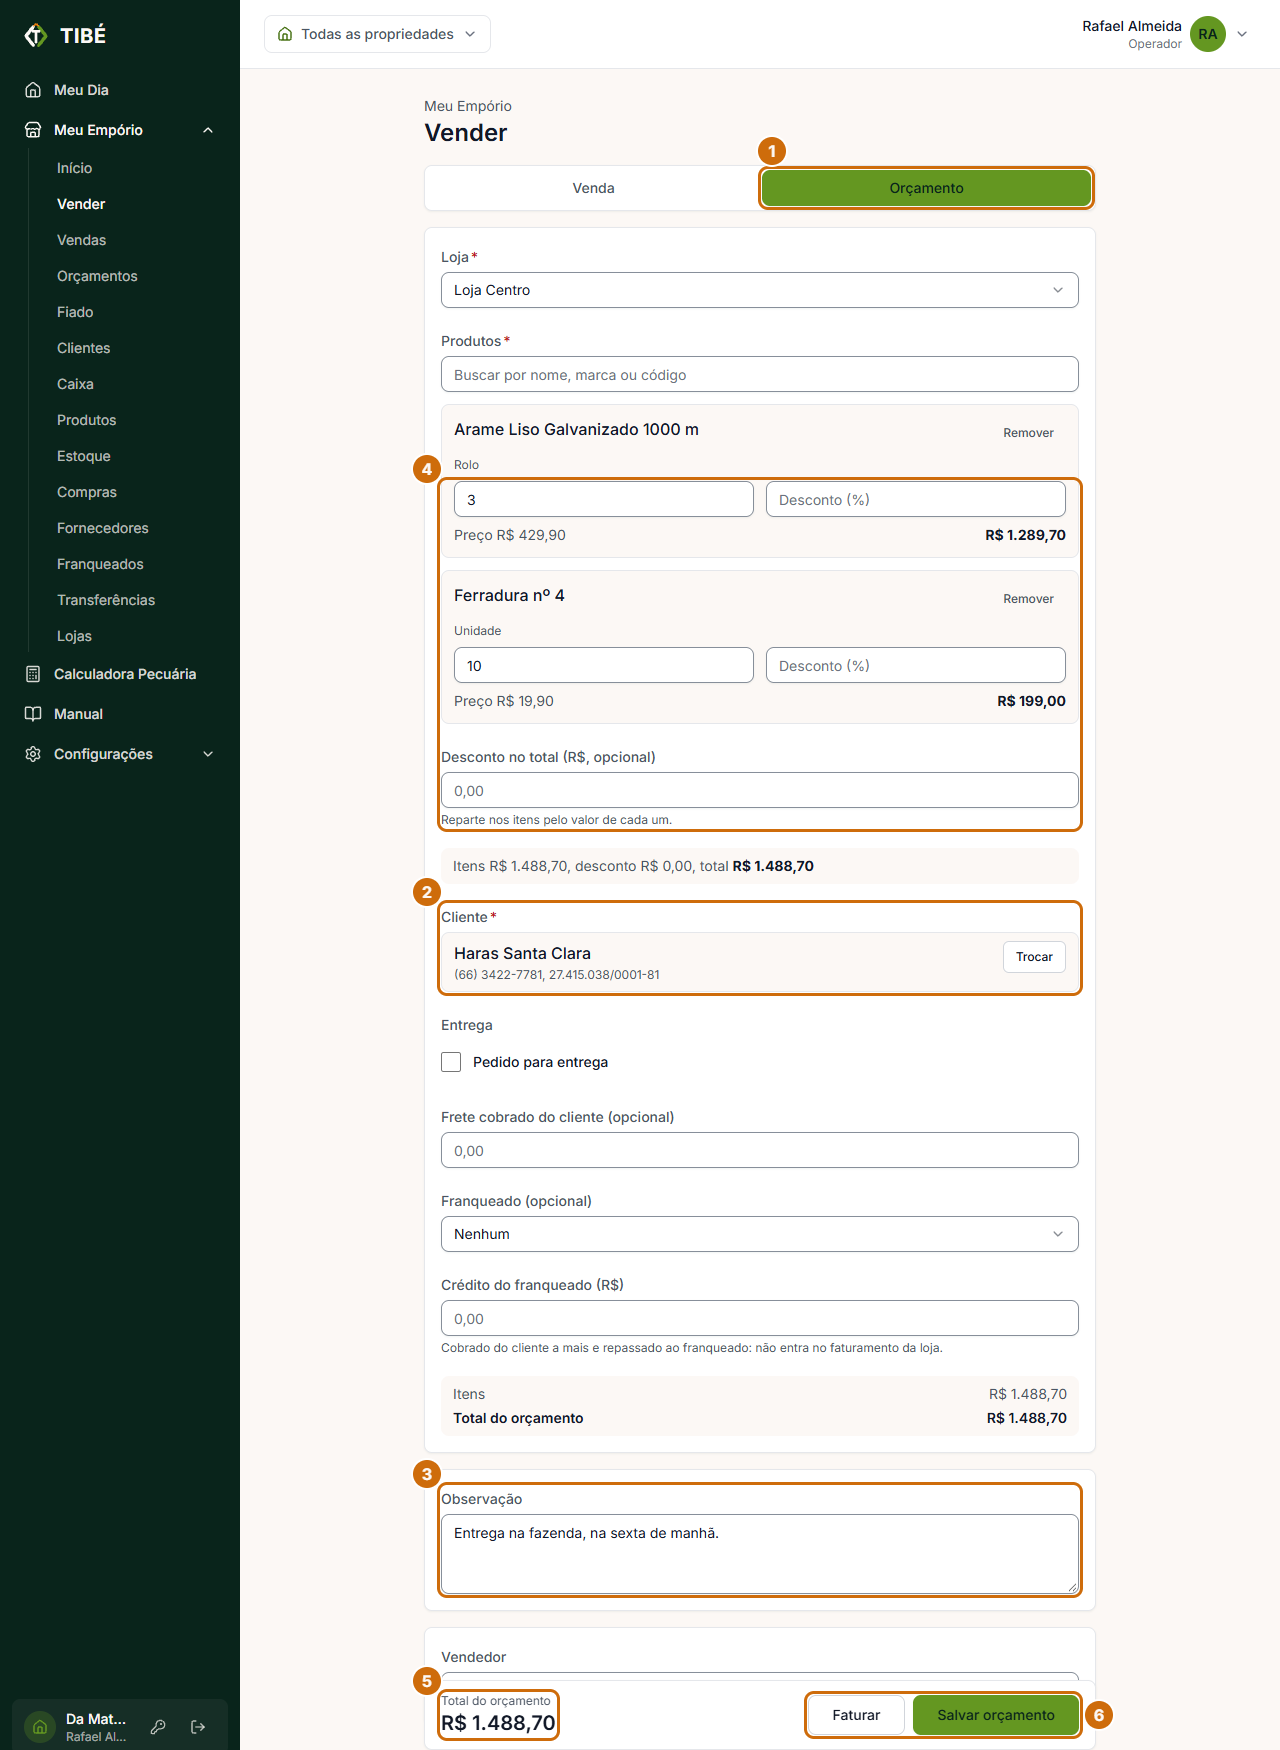 TIBÉ
Meu Dia
Meu Empório
Início
Vender
Vendas
Orçamentos
Fiado
Clientes
Caixa
Produtos
Estoque
Compras
Fornecedores
Franqueados
Transferências
Lojas
Calculadora Pecuária
Manual
Configurações
Da Mat...
Rafael Al...
Todas as propriedades
Rafael Almeida
Operador
RA
Meu Empório
Vender
1
Venda
Orçamento
Loja*
Loja Centro
Produtos*
Buscar por nome, marca ou código
Arame Liso Galvanizado 1000 m
Remover
Rolo
4
3
Desconto (%)
Preço R$ 429,90
R$ 1.289,70
Ferradura nº 4
Remover
Unidade
10
Desconto (%)
Preço R$ 19,90
R$ 199,00
Desconto no total (R$, opcional)
0,00
Reparte nos itens pelo valor de cada um.
Itens R$ 1.488,70, desconto R$ 0,00, total R$ 1.488,70
2
Cliente*
Haras Santa Clara
(66) 3422-7781, 27.415.038/0001-81
Trocar
Entrega
Pedido para entrega
Frete cobrado do cliente (opcional)
0,00
Franqueado (opcional)
Nenhum
Crédito do franqueado (R$)
0,00
Cobrado do cliente a mais e repassado ao franqueado: não entra no faturamento da loja.
Itens
R$ 1.488,70
Total do orçamento
R$ 1.488,70
3
Observação
Entrega na fazenda, na sexta de manhã.
Vendedor
5
Total do orçamento
R$ 1.488,70
Faturar
Salvar orçamento
6